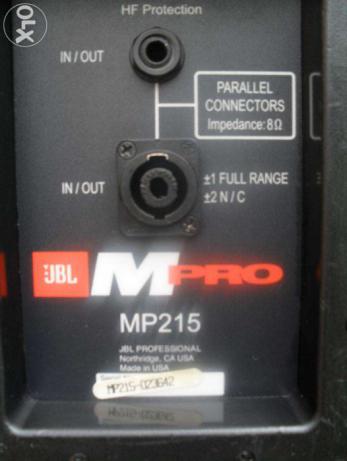 OLX
HF Protection
IN / OUT
PARALLEL
CONNECTORS
Impedance: 8Ω
IN / OUT
±1 FULL RANGE
±2 N / C
JBL MPRO
MP215
JBL PROFESSIONAL
Northridge, CA USA
Made in USA
MP215-023642